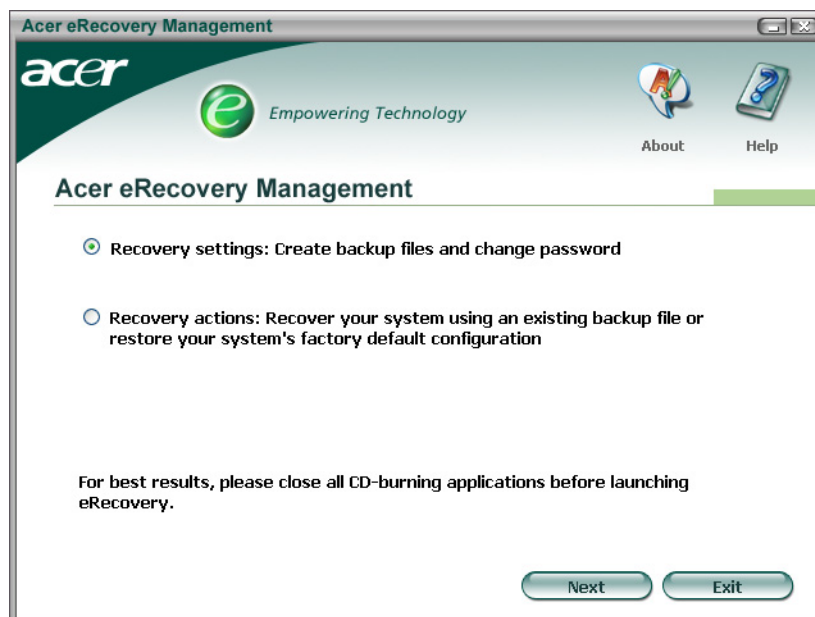 Acer eRecovery Management
acer
e Empowering Technology
About Help
Acer eRecovery Management
Recovery settings: Create backup files and change password
Recovery actions: Recover your system using an existing backup file or
restore your system's factory default configuration
For best results, please close all CD-burning applications before launching
eRecovery.
Next Exit